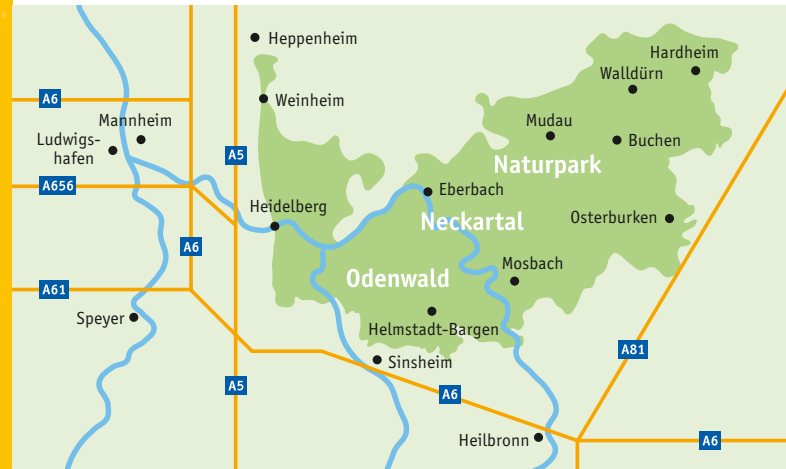 Heppenheim
Hardheim
Walldürn
A6
Weinheim
Mannheim
Mudau
Ludwigs-
hafen
A5
Buchen
Naturpark
A656
Eberbach
Heidelberg
Neckartal
Osterburken
A6
Mosbach
Odenwald
A61
Speyer
Helmstadt-Bargen
A81
Sinsheim
A5
A6
Heilbronn
A6